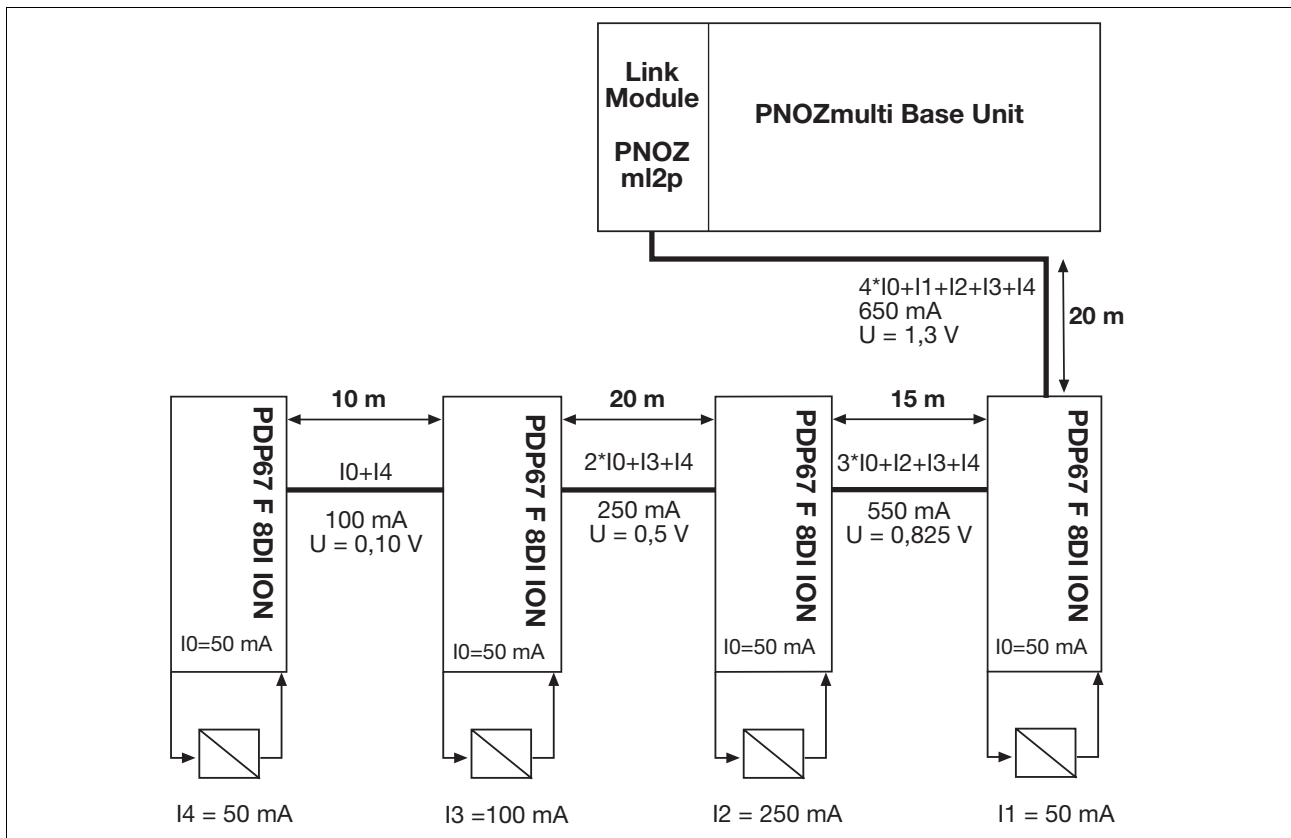 Link
Module
PNOZ
ml2p
PNOZmulti Base Unit
4*I0+I1+I2+I3+I4
650 mA
U = 1,3 V
20 m
10 m
20 m
15 m
PDP67 F 8DI ION
I0=50 mA
I0+I4
100 mA
U = 0,10 V
PDP67 F 8DI ION
I0=50 mA
2*I0+I3+I4
250 mA
U = 0,5 V
PDP67 F 8DI ION
I0=50 mA
3*I0+I2+I3+I4
550 mA
U = 0,825 V
PDP67 F 8DI ION
I0=50 mA
I4 = 50 mA
I3 =100 mA
I2 = 250 mA
I1 = 50 mA